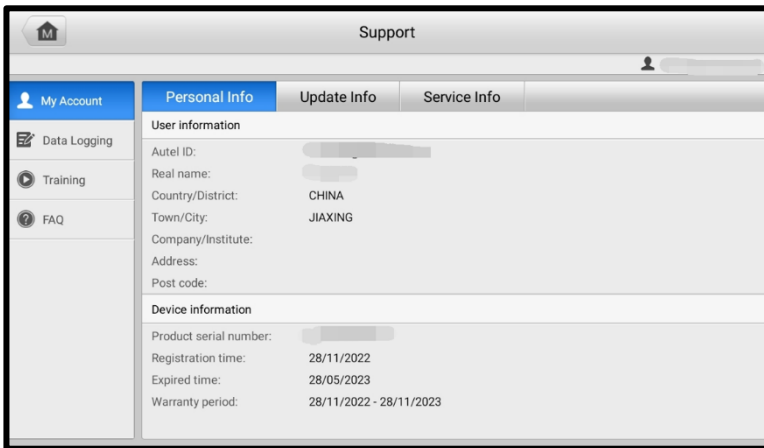 M
Support
My Account
Data Logging
Training
FAQ
Personal Info Update Info Service Info
User information
Autel ID:
Real name:
Country/District: CHINA
Town/City: JIAXING
Company/Institute:
Address:
Post code:
Device information
Product serial number:
Registration time: 28/11/2022
Expired time: 28/05/2023
Warranty period: 28/11/2022 - 28/11/2023